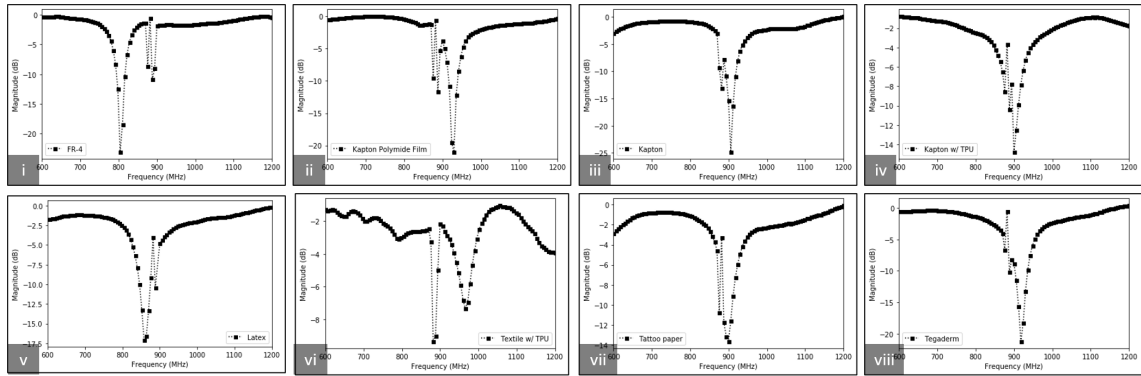 Magnitude (dB)
0
−5
−10
−15
−20
FR-4
600 700 800 900 1000 1100 1200
Frequency (MHz)
i
Magnitude (dB)
0
−5
−10
−15
−20
Kapton Polymide Film
600 700 800 900 1000 1100 1200
Frequency (MHz)
ii
Magnitude (dB)
0
−5
−10
−15
−20
−25
Kapton
600 700 800 900 1000 1100 1200
Frequency (MHz)
iii
Magnitude (dB)
−2
−4
−6
−8
−10
−12
−14
Kapton w/ TPU
600 700 800 900 1000 1100 1200
Frequency (MHz)
iv
Magnitude (dB)
0.0
−2.5
−5.0
−7.5
−10.0
−12.5
−15.0
−17.5
Latex
600 700 800 900 1000 1100 1200
Frequency (MHz)
v
Magnitude (dB)
−2
−4
−6
−8
Textile w/ TPU
600 700 800 900 1000 1100 1200
Frequency (MHz)
vi
Magnitude (dB)
0
−2
−4
−6
−8
−10
−12
−14
Tattoo paper
600 700 800 900 1000 1100 1200
Frequency (MHz)
vii
Magnitude (dB)
0
−5
−10
−15
−20
Tegaderm
600 700 800 900 1000 1100 1200
Frequency (MHz)
viii